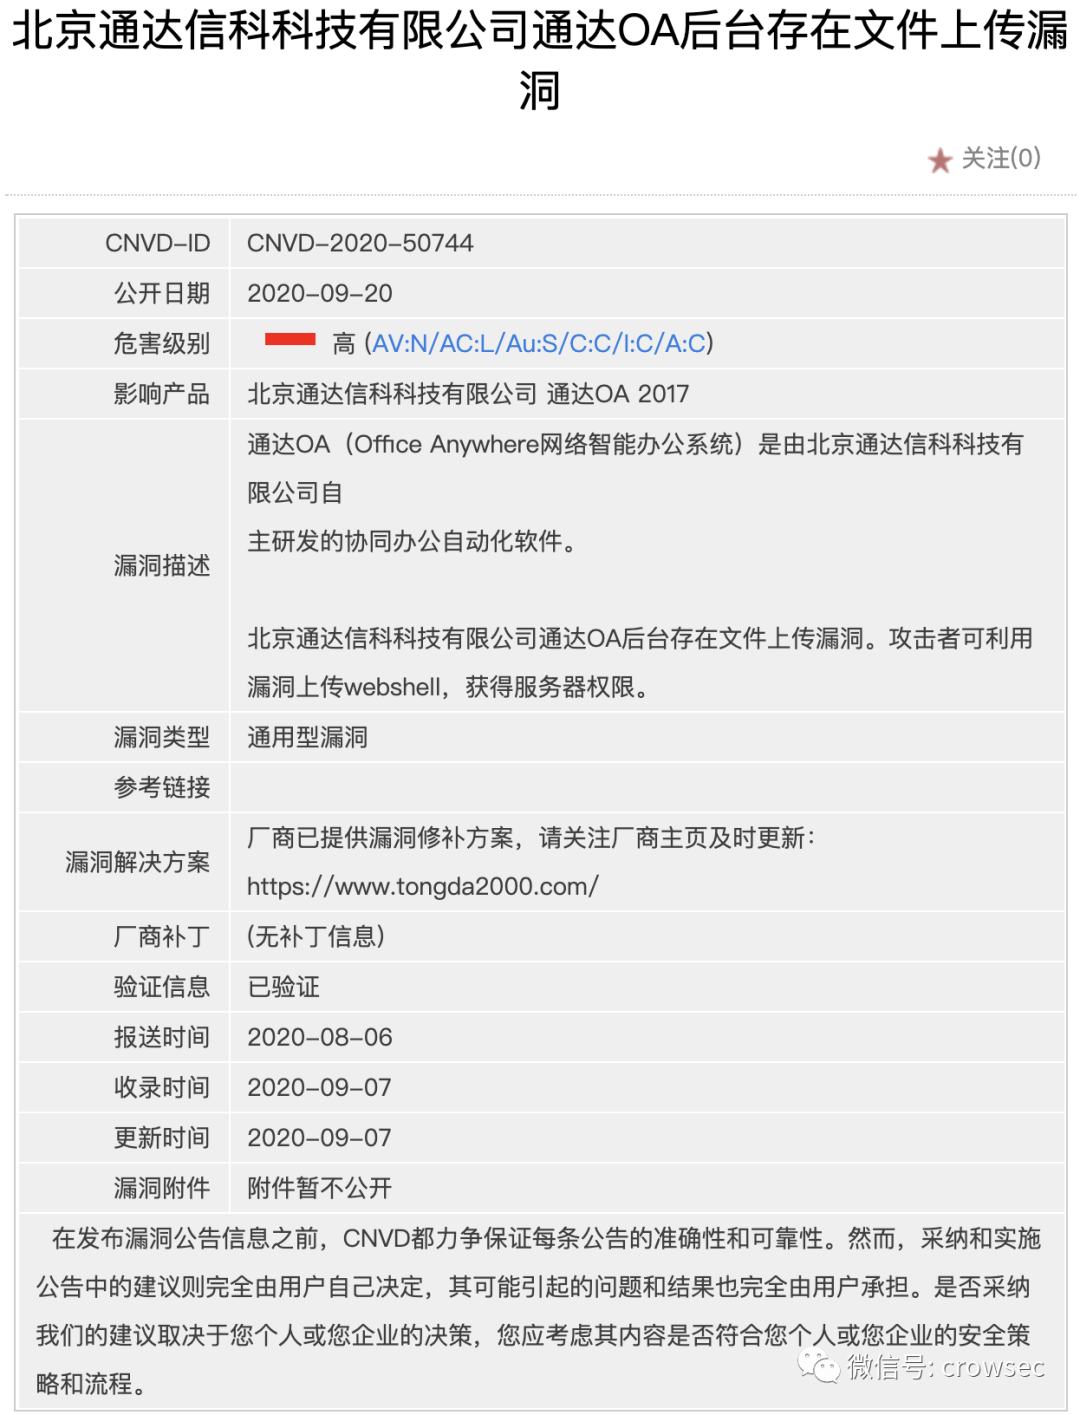 北京通达信科科技有限公司通达OA后台存在文件上传漏
洞
关注(0)
CNVD-ID CNVD-2020-50744
公开日期 2020-09-20
危害级别 高 (AV:N/AC:L/Au:S/C:C/I:C/A:C)
影响产品 北京通达信科科技有限公司 通达OA 2017
通达OA（Office Anywhere网络智能办公系统）是由北京通达信科科技有
限公司自
主研发的协同办公自动化软件。
漏洞描述
北京通达信科科技有限公司通达OA后台存在文件上传漏洞。攻击者可利用
漏洞上传webshell，获得服务器权限。
漏洞类型 通用型漏洞
参考链接
厂商已提供漏洞修补方案，请关注厂商主页及时更新：
漏洞解决方案
https://www.tongda2000.com/
厂商补丁 (无补丁信息)
验证信息 已验证
报送时间 2020-08-06
收录时间 2020-09-07
更新时间 2020-09-07
漏洞附件 附件暂不公开
在发布漏洞公告信息之前，CNVD都力争保证每条公告的准确性和可靠性。然而，采纳和实施
公告中的建议则完全由用户自己决定，其可能引起的问题和结果也完全由用户承担。是否采纳
我们的建议取决于您个人或您企业的决策，您应考虑其内容是否符合您个人或您企业的安全策
略和流程。
微信号: crowsec